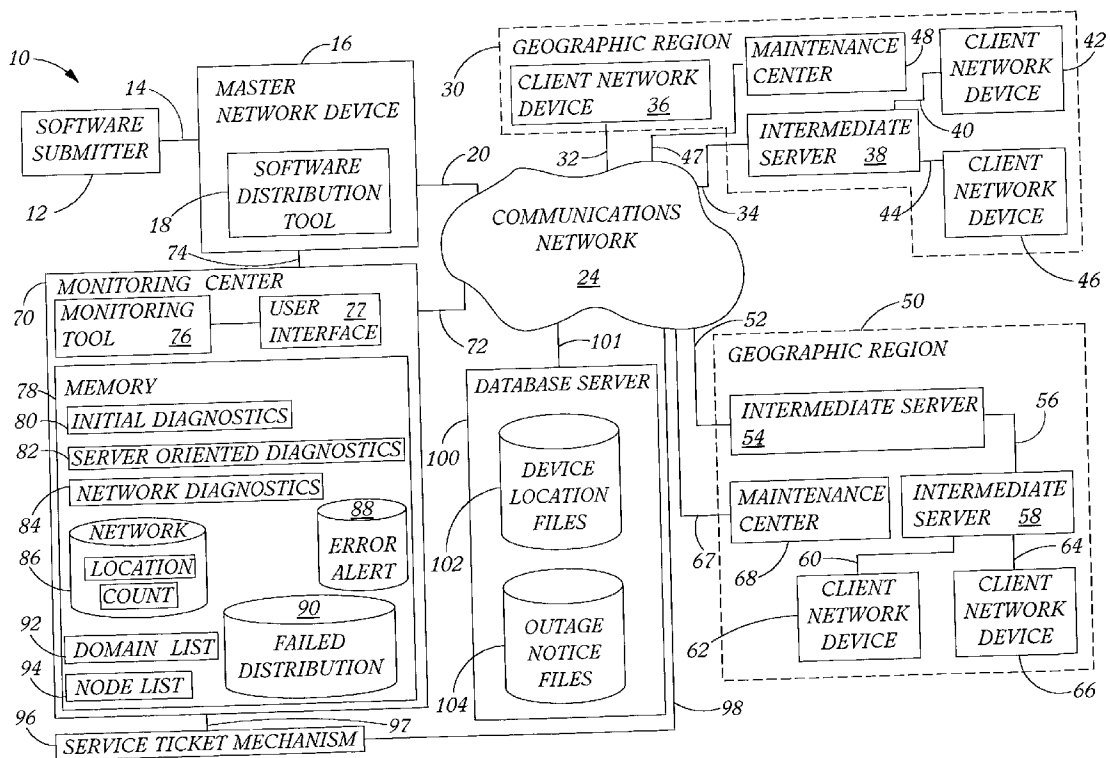 10
14
SOFTWARE
SUBMITTER
12
16
MASTER
NETWORK DEVICE
18
SOFTWARE
DISTRIBUTION
TOOL
20
74
30
GEOGRAPHIC REGION
CLIENT NETWORK
DEVICE 36
MAINTENANCE
CENTER
48
CLIENT
NETWORK
DEVICE
42
40
INTERMEDIATE
SERVER 38
32
47
34
44
CLIENT
NETWORK
DEVICE
46
COMMUNICATIONS
NETWORK
24
70
MONITORING CENTER
MONITORING
TOOL 76
USER 77
INTERFACE
72
78
MEMORY
80
INITIAL DIAGNOSTICS
82
SERVER ORIENTED DIAGNOSTICS
84
NETWORK DIAGNOSTICS
86
NETWORK
LOCATION
COUNT
88
ERROR
ALERT
90
FAILED
DISTRIBUTION
92
DOMAIN LIST
94
NODE LIST
96
SERVICE TICKET MECHANISM
97
98
101
DATABASE SERVER
100
DEVICE
LOCATION
FILES
102
OUTAGE
NOTICE
FILES
104
52
50
GEOGRAPHIC REGION
INTERMEDIATE SERVER
54
56
MAINTENANCE
CENTER
67
68
INTERMEDIATE
SERVER 58
60
64
CLIENT
NETWORK
DEVICE
62
CLIENT
NETWORK
DEVICE
66